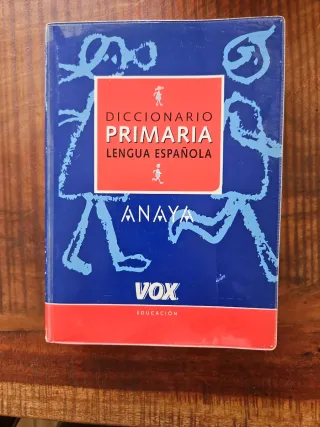 DICCIONARIO
PRIMARIA
LENGUA ESPAÑOLA
ANAYA
VOX
EDUCACIÓN